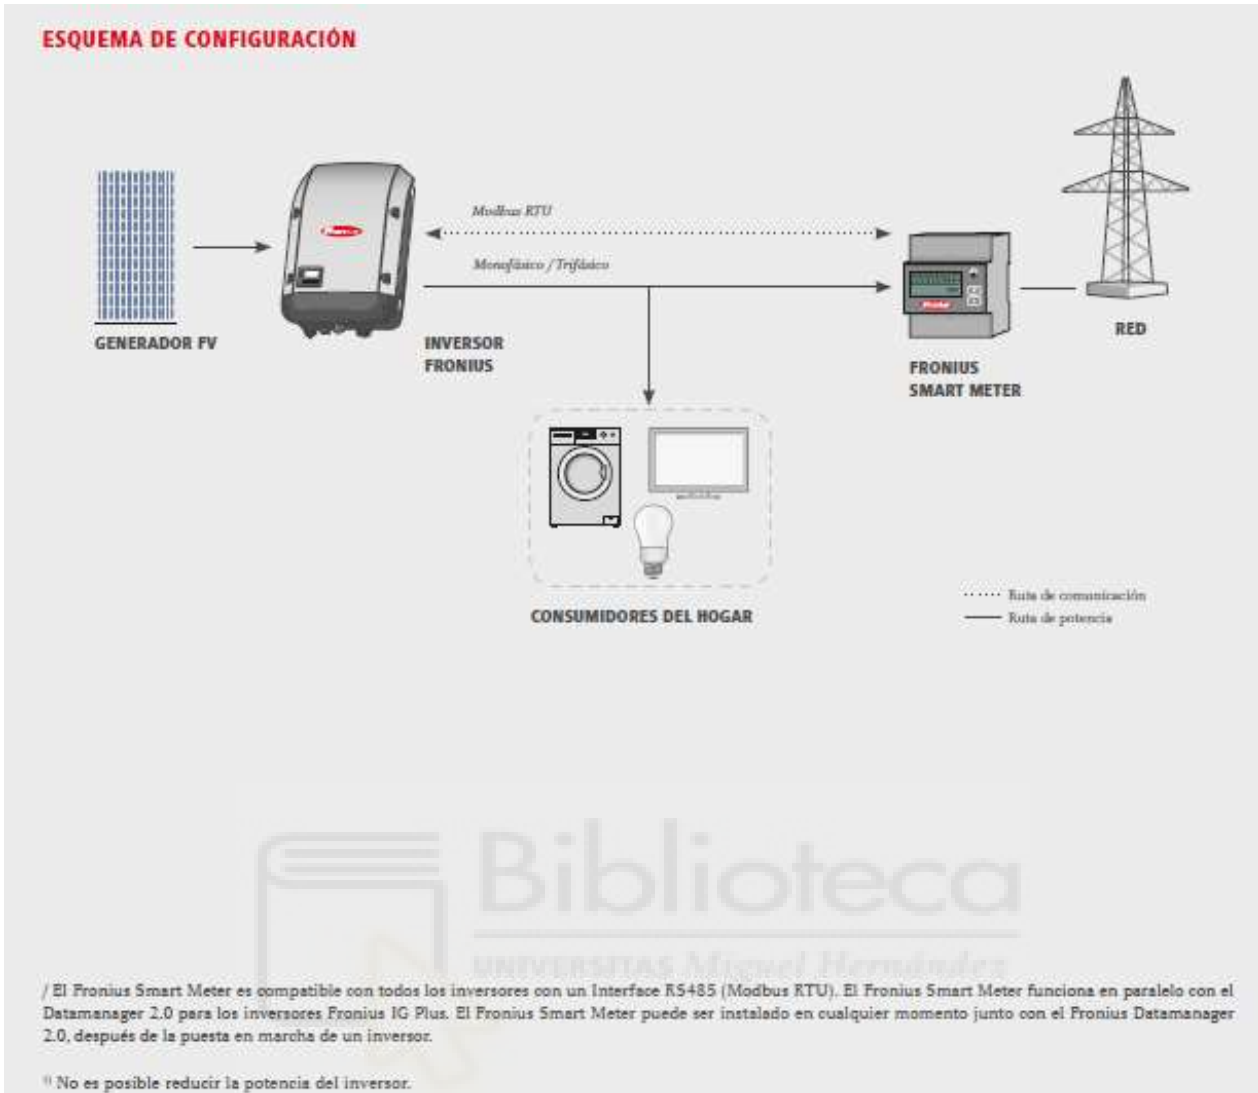 ESQUEMA DE CONFIGURACIÓN
Modbus RTU
Monofásico / Trifásico
GENERADOR FV
INVERSOR
FRONIUS
FRONIUS
SMART METER
RED
CONSUMIDORES DEL HOGAR
Ruta de comunicación
Ruta de potencia
Biblioteca
UNIVERSITAS Miguel Hernández
/ El Fronius Smart Meter es compatible con todos los inversores con un Interface RS485 (Modbus RTU). El Fronius Smart Meter funciona en paralelo con el
Datamanager 2.0 para los inversores Fronius IG Plus. El Fronius Smart Meter puede ser instalado en cualquier momento junto con el Fronius Datamanager
2.0, después de la puesta en marcha de un inversor.
No es posible reducir la potencia del inversor.